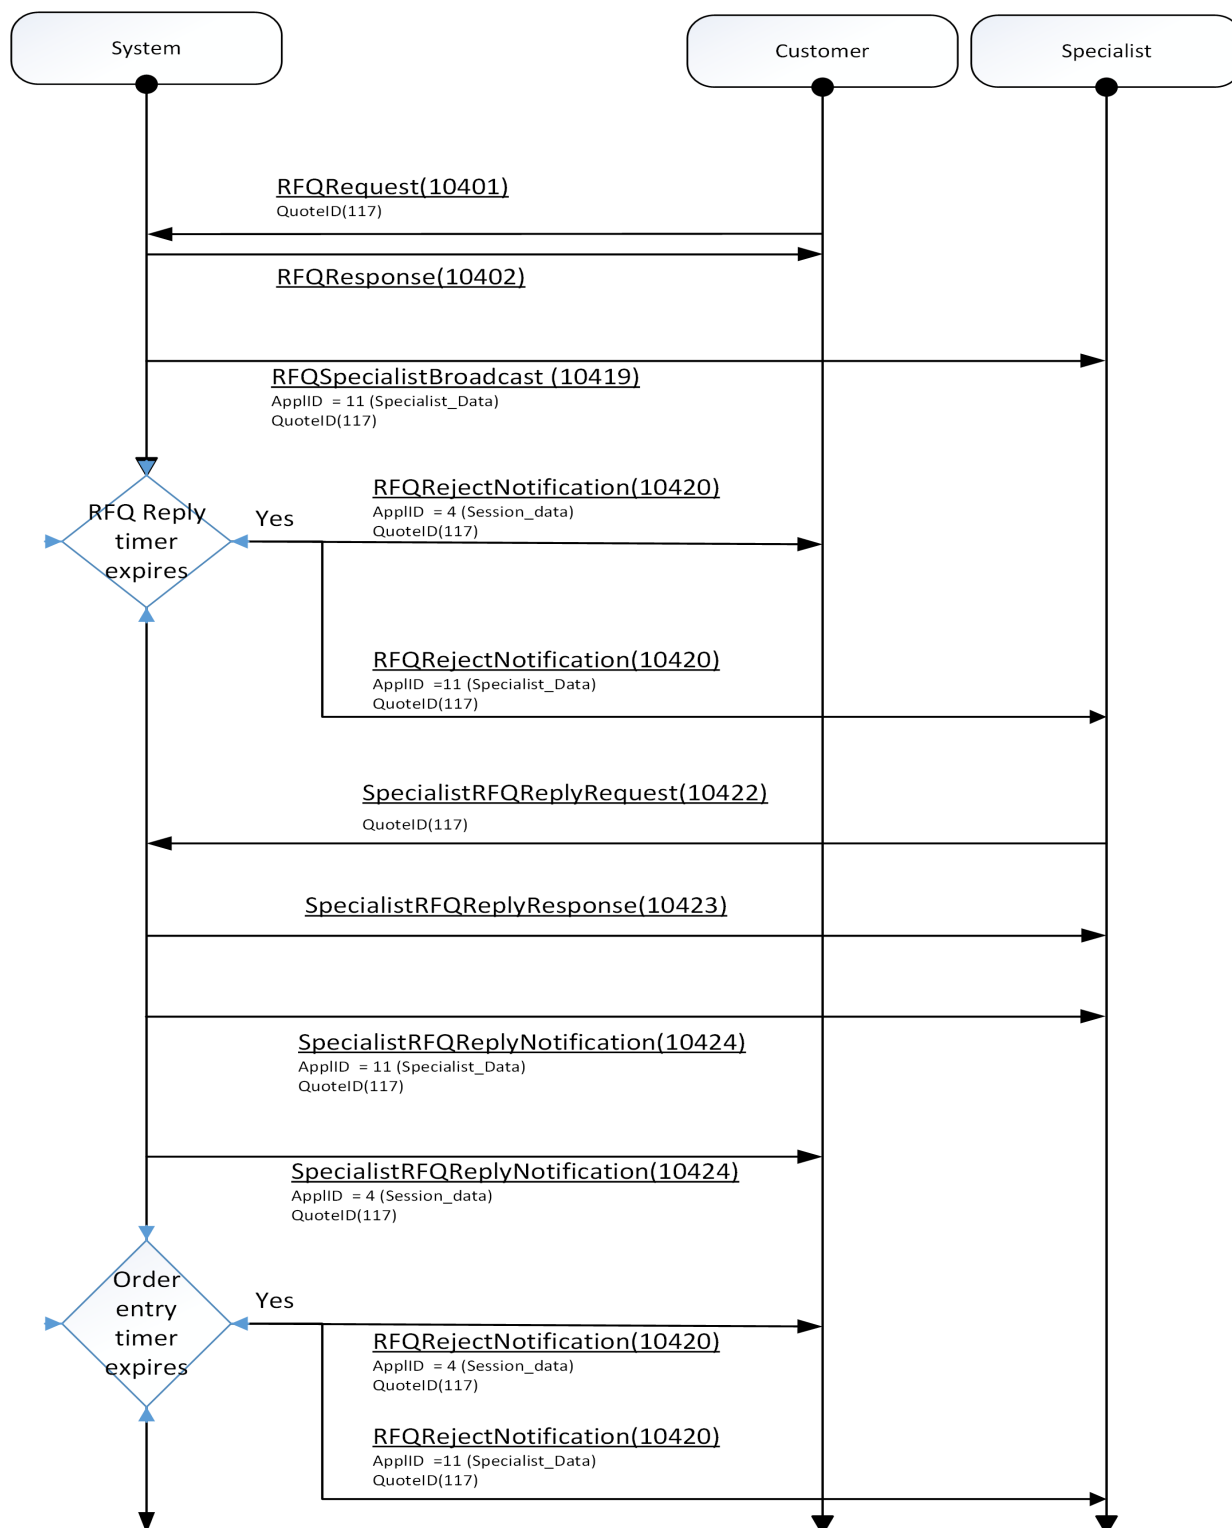 System
Customer
Specialist
RFQRequest(10401)
QuoteID(117)
RFQResponse(10402)
RFQSpecialistBroadcast (10419)
ApplID = 11 (Specialist_Data)
QuoteID(117)
RFQ Reply
timer
expires
Yes
RFQRejectNotification(10420)
ApplID = 4 (Session_data)
QuoteID(117)
RFQRejectNotification(10420)
ApplID =11 (Specialist_Data)
QuoteID(117)
SpecialistRFQReplyRequest(10422)
QuoteID(117)
SpecialistRFQReplyResponse(10423)
SpecialistRFQReplyNotification(10424)
ApplID = 11 (Specialist_Data)
QuoteID(117)
SpecialistRFQReplyNotification(10424)
ApplID = 4 (Session_data)
QuoteID(117)
Order
entry
timer
expires
Yes
RFQRejectNotification(10420)
ApplID = 4 (Session_data)
QuoteID(117)
RFQRejectNotification(10420)
ApplID =11 (Specialist_Data)
QuoteID(117)